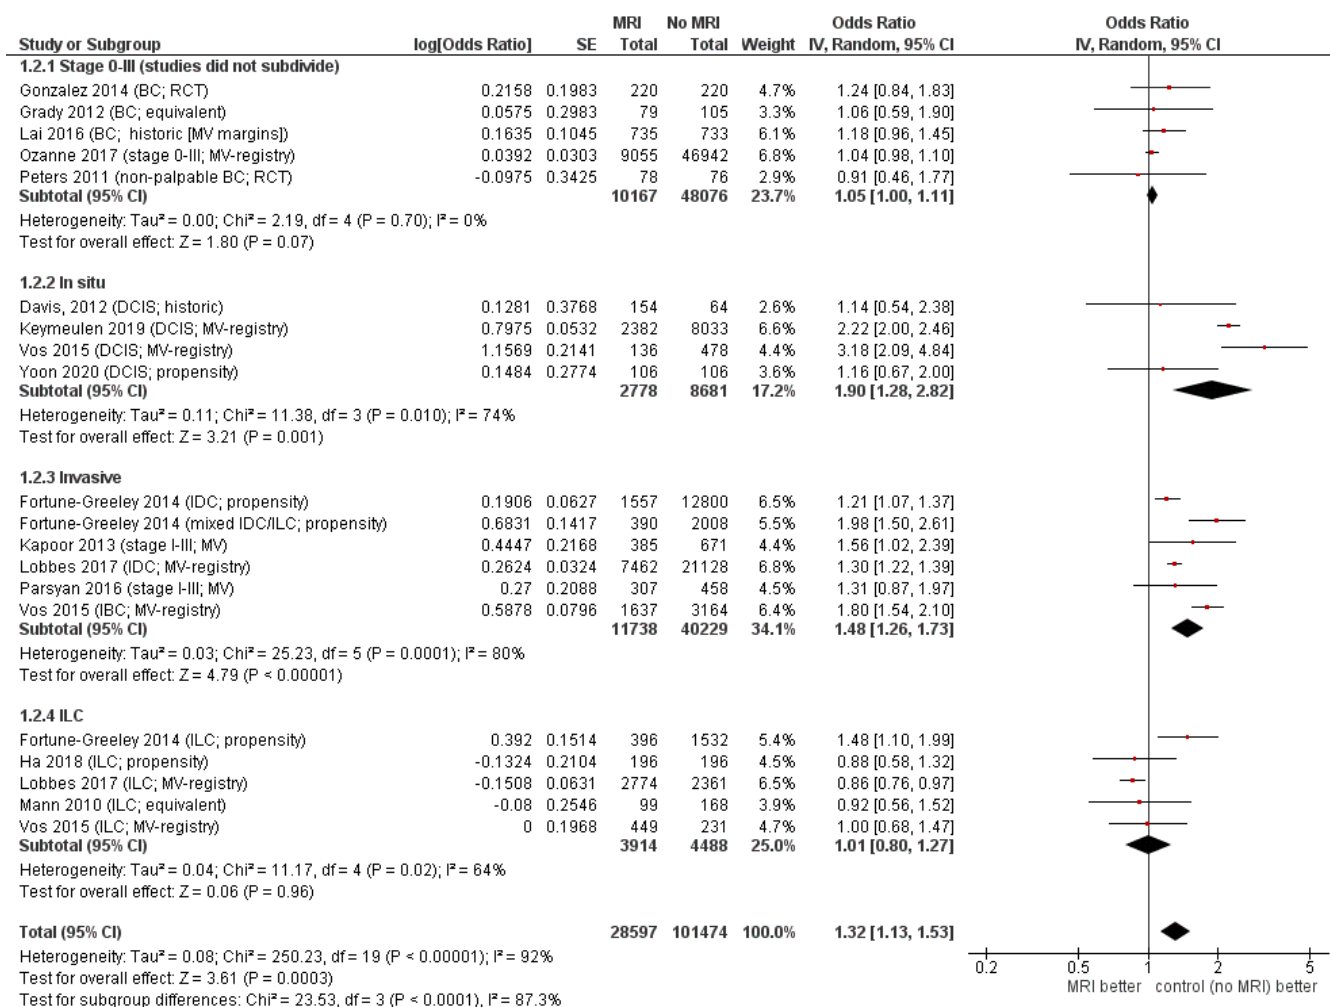 MRI No MRI Odds Ratio Odds Ratio
Study or Subgroup log[Odds Ratio] SE Total Total Weight IV, Random, 95% CI IV, Random, 95% CI
1.2.1 Stage 0-III (studies did not subdivide)
Gonzalez 2014 (BC; RCT) 0.2158 0.1983 220 220 4.7% 1.24 [0.84, 1.83]
Grady 2012 (BC; equivalent) 0.0575 0.2983 79 105 3.3% 1.06 [0.59, 1.90]
Lai 2016 (BC; historic [MV margins]) 0.1635 0.1045 735 733 6.1% 1.18 [0.96, 1.45]
Ozanne 2017 (stage 0-III; MV-registry) 0.0392 0.0303 9055 46942 6.8% 1.04 [0.98, 1.10]
Peters 2011 (non-palpable BC; RCT) -0.0975 0.3425 78 76 2.9% 0.91 [0.46, 1.77]
Subtotal (95% CI) 10167 48076 23.7% 1.05 [1.00, 1.11]
Heterogeneity: Tau² = 0.00; Chi² = 2.19, df = 4 (P = 0.70); I² = 0%
Test for overall effect: Z = 1.80 (P = 0.07)
1.2.2 In situ
Davis, 2012 (DCIS; historic) 0.1281 0.3768 154 64 2.6% 1.14 [0.54, 2.38]
Keymeulen 2019 (DCIS; MV-registry) 0.7975 0.0532 2382 8033 6.6% 2.22 [2.00, 2.46]
Vos 2015 (DCIS; MV-registry) 1.1569 0.2141 136 478 4.4% 3.18 [2.09, 4.84]
Yoon 2020 (DCIS; propensity) 0.1484 0.2774 106 106 3.6% 1.16 [0.67, 2.00]
Subtotal (95% CI) 2778 8681 17.2% 1.90 [1.28, 2.82]
Heterogeneity: Tau² = 0.11; Chi² = 11.38, df = 3 (P = 0.010); I² = 74%
Test for overall effect: Z = 3.21 (P = 0.001)
1.2.3 Invasive
Fortune-Greeley 2014 (IDC; propensity) 0.1906 0.0627 1557 12800 6.5% 1.21 [1.07, 1.37]
Fortune-Greeley 2014 (mixed IDC/ILC; propensity) 0.6831 0.1417 390 2008 5.5% 1.98 [1.50, 2.61]
Kapoor 2013 (stage I-III; MV) 0.4447 0.2168 385 671 4.4% 1.56 [1.02, 2.39]
Lobbes 2017 (IDC; MV-registry) 0.2624 0.0324 7462 21128 6.8% 1.30 [1.22, 1.39]
Parsyan 2016 (stage I-III; MV) 0.27 0.2088 307 458 4.5% 1.31 [0.87, 1.97]
Vos 2015 (IBC; MV-registry) 0.5878 0.0796 1637 3164 6.4% 1.80 [1.54, 2.10]
Subtotal (95% CI) 11738 40229 34.1% 1.48 [1.26, 1.73]
Heterogeneity: Tau² = 0.03; Chi² = 25.23, df = 5 (P = 0.0001); I² = 80%
Test for overall effect: Z = 4.79 (P < 0.00001)
1.2.4 ILC
Fortune-Greeley 2014 (ILC; propensity) 0.392 0.1514 396 1532 5.4% 1.48 [1.10, 1.99]
Ha 2018 (ILC; propensity) -0.1324 0.2104 196 196 4.5% 0.88 [0.58, 1.32]
Lobbes 2017 (ILC; MV-registry) -0.1508 0.0631 2774 2361 6.5% 0.86 [0.76, 0.97]
Mann 2010 (ILC; equivalent) -0.08 0.2546 99 168 3.9% 0.92 [0.56, 1.52]
Vos 2015 (ILC; MV-registry) 0 0.1968 449 231 4.7% 1.00 [0.68, 1.47]
Subtotal (95% CI) 3914 4488 25.0% 1.01 [0.80, 1.27]
Heterogeneity: Tau² = 0.04; Chi² = 11.17, df = 4 (P = 0.02); I² = 64%
Test for overall effect: Z = 0.06 (P = 0.96)
Total (95% CI) 28597 101474 100.0% 1.32 [1.13, 1.53]
Heterogeneity: Tau² = 0.08; Chi² = 250.23, df = 19 (P < 0.00001); I² = 92%
Test for overall effect: Z = 3.61 (P = 0.0003)
Test for subgroup differences: Chi² = 23.53, df = 3 (P < 0.0001), I² = 87.3%
0.2 0.5 1 2 5
MRI better control (no MRI) better